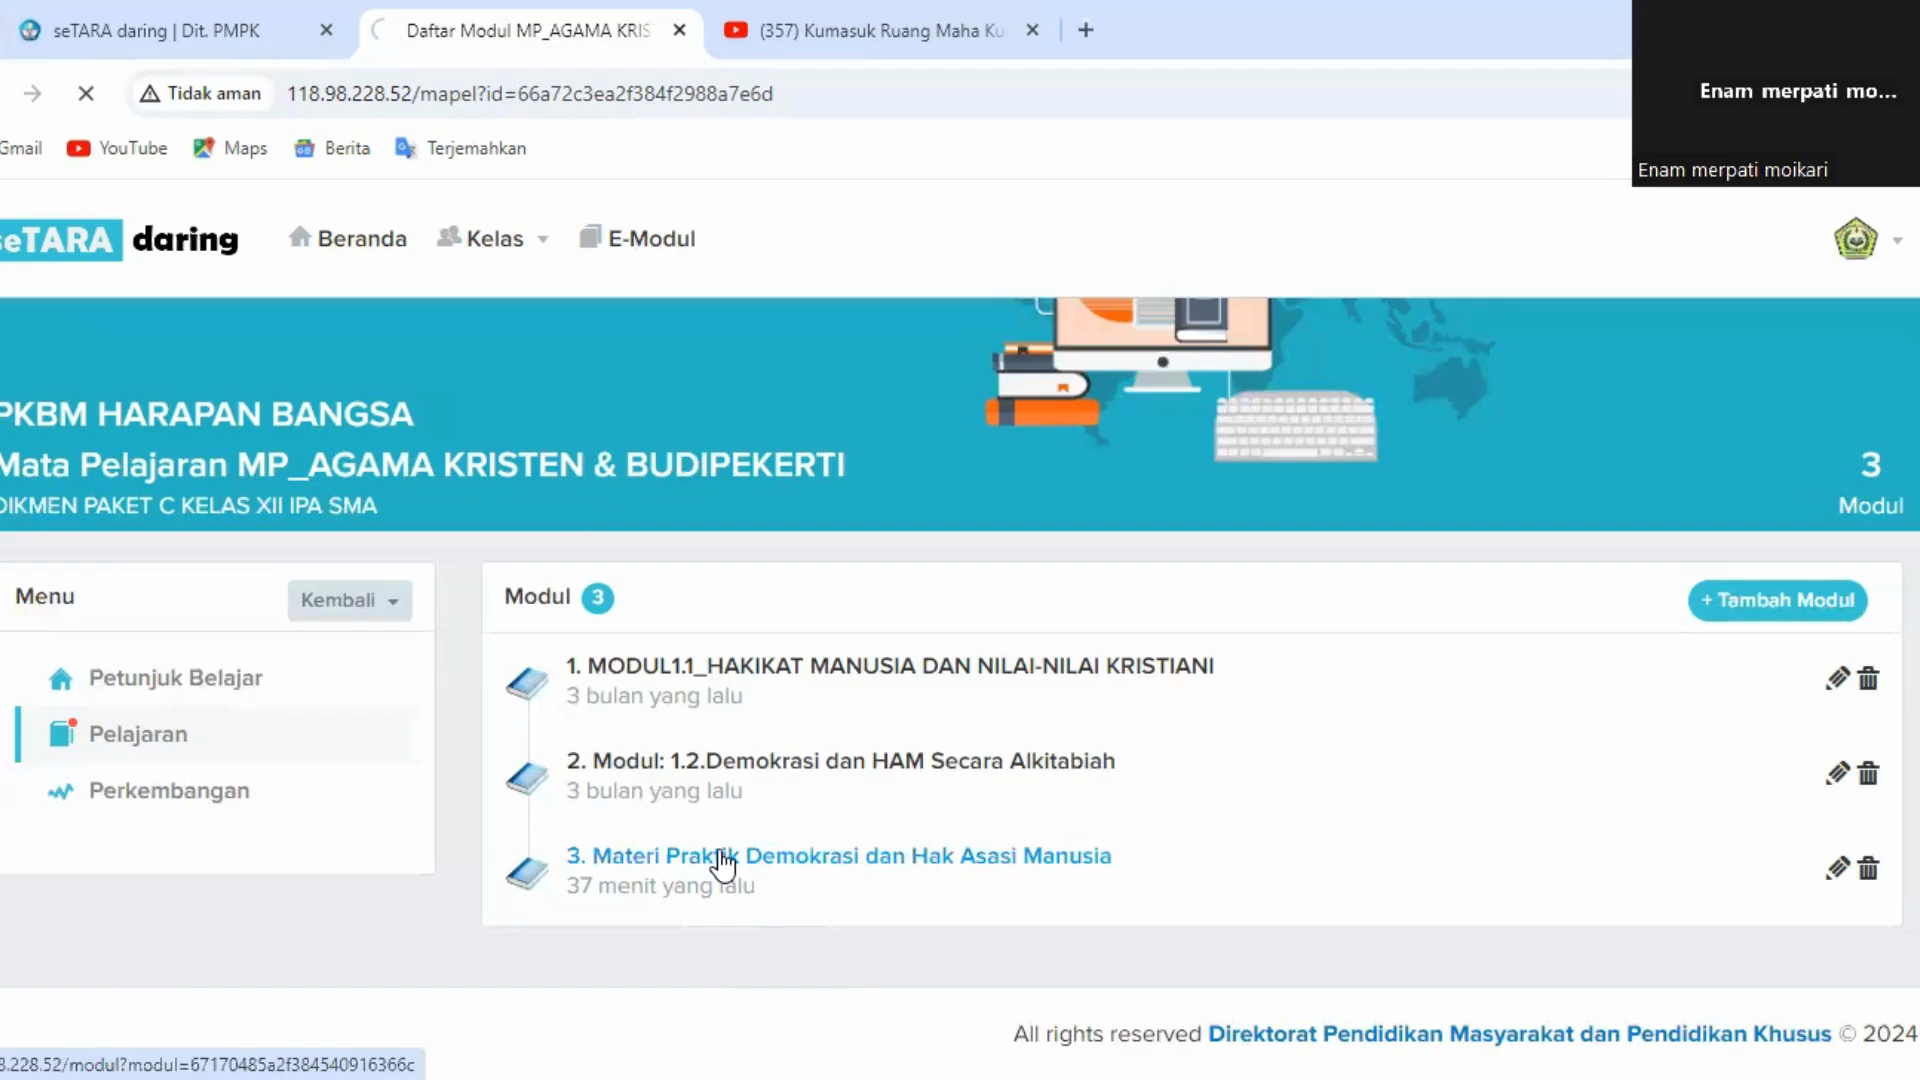 seTARA daring | Dit. PMPK
Daftar Modul MP_AGAMA KRIS
(357) Kumasuk Ruang Maha Ku
Tidak aman
118.98.228.52/mapel?id=66a72c3ea2f384f2988a7e6d
Enam merpati mo...
Enam merpati moikari
Gmail
YouTube
Maps
Berita
Terjemahkan
seTARA daring
Beranda
Kelas
E-Modul
PKBM HARAPAN BANGSA
Mata Pelajaran MP_AGAMA KRISTEN & BUDIPEKERTI
DIKMEN PAKET C KELAS XII IPA SMA
3
Modul
Menu
Kembali
Petunjuk Belajar
Pelajaran
Perkembangan
Modul 3
+ Tambah Modul
1. MODUL1.1_HAKIKAT MANUSIA DAN NILAI-NILAI KRISTIANI
3 bulan yang lalu
2. Modul: 1.2.Demokrasi dan HAM Secara Alkitabiah
3 bulan yang lalu
3. Materi Praktik Demokrasi dan Hak Asasi Manusia
37 menit yang lalu
All rights reserved Direktorat Pendidikan Masyarakat dan Pendidikan Khusus © 2024
8.228.52/modul?modul=67170485a2f384540916366c